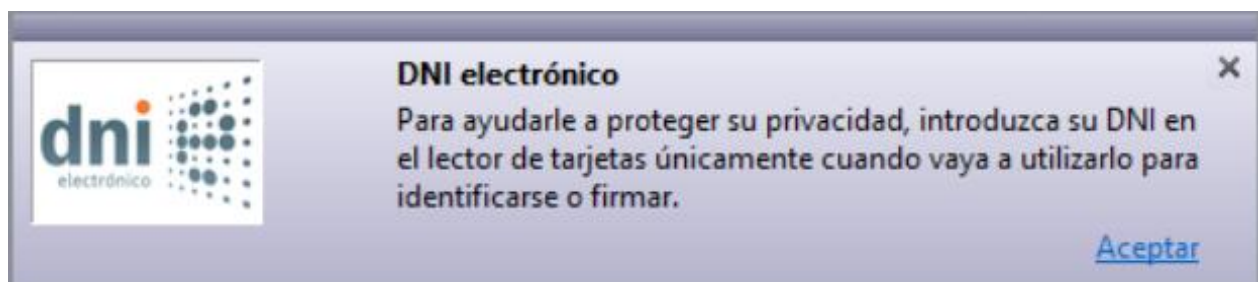 dni
electrónico
DNI electrónico
Para ayudarle a proteger su privacidad, introduzca su DNI en
el lector de tarjetas únicamente cuando vaya a utilizarlo para
identificarse o firmar.
Aceptar